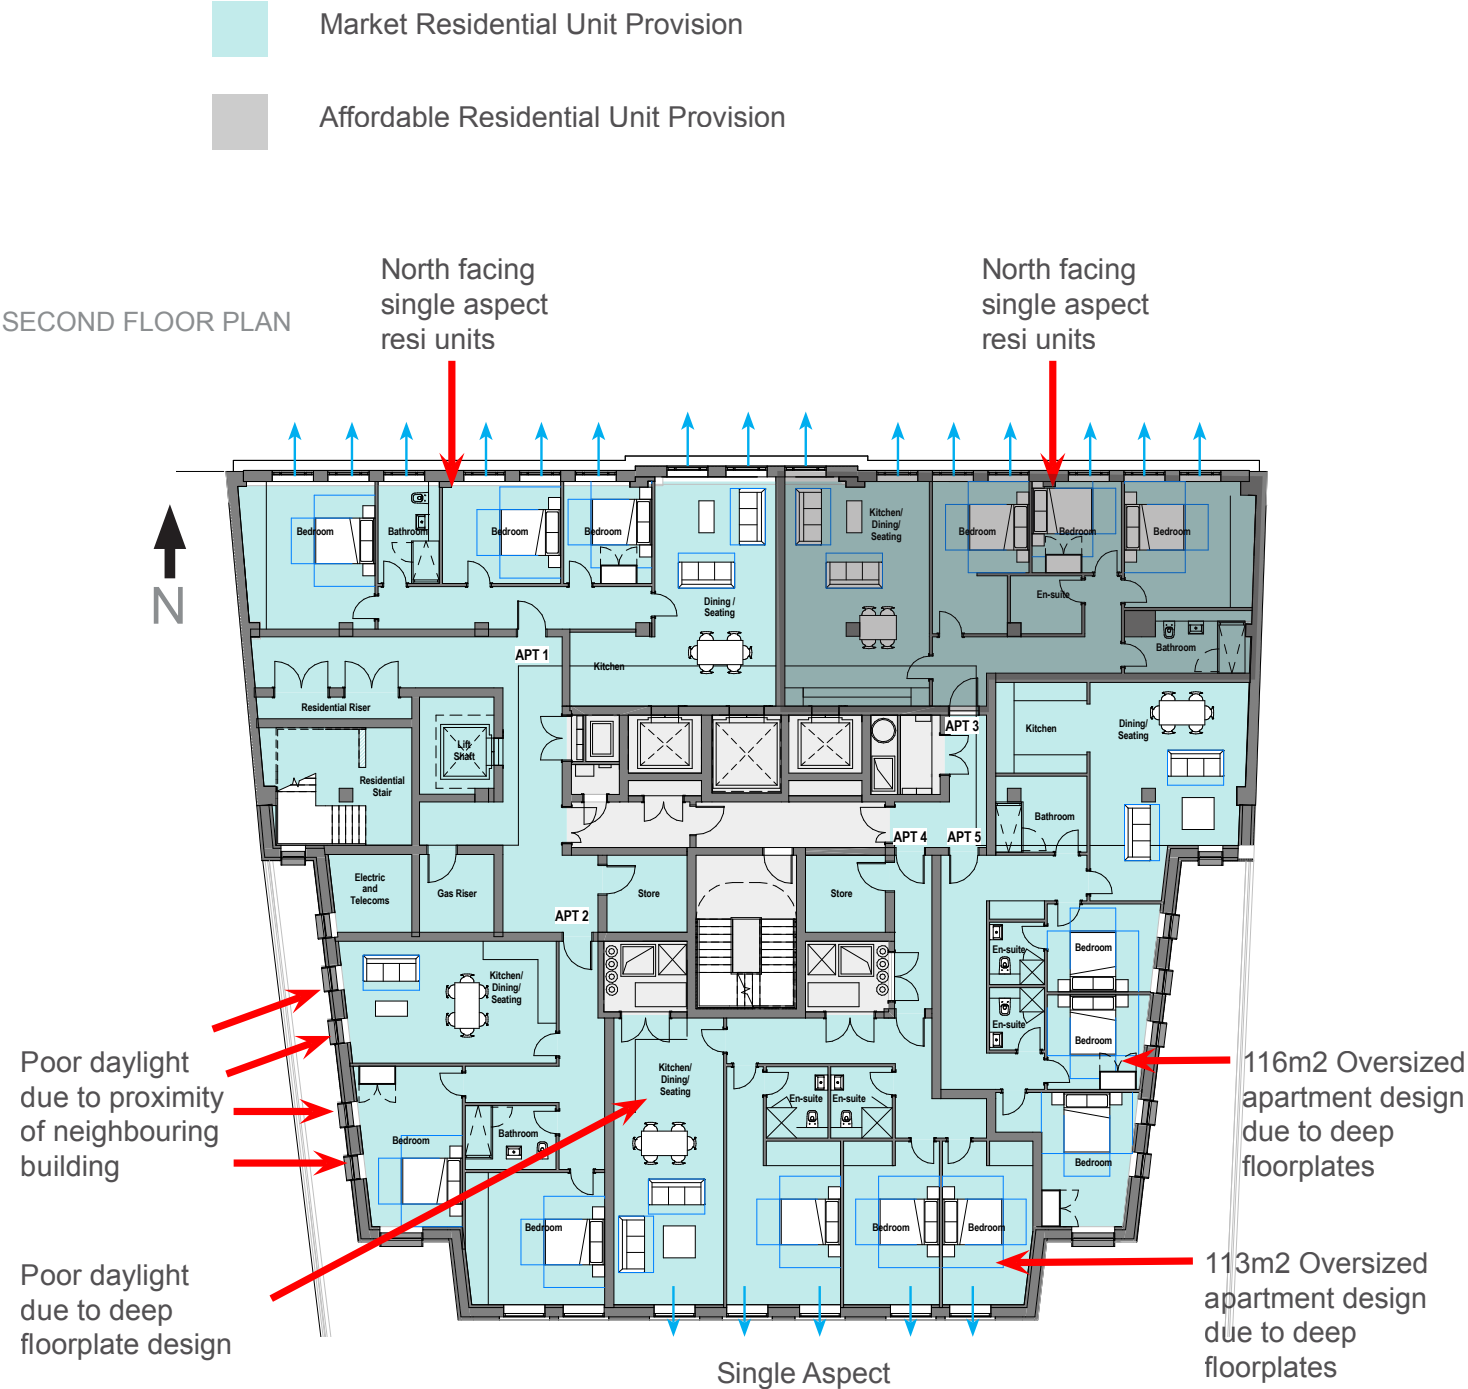 Market Residential Unit Provision
Affordable Residential Unit Provision
North facing
single aspect
resi units
North facing
single aspect
resi units
SECOND FLOOR PLAN
N
Bedroom
Bathroom
Bedroom
Bedroom
Kitchen/
Dining/
Seating
Bedroom
Bedroom
Bedroom
Dining /
Seating
En-suite
APT 1
Kitchen
Bathroom
Residential Riser
Lift
Shaft
Residential
Stair
APT 3
Kitchen
Dining/
Seating
Bathroom
APT 4
APT 5
Electric
and
Telecoms
Gas Riser
Store
Store
APT 2
Kitchen/
Dining/
Seating
En-suite
Bedroom
En-suite
Bedroom
Poor daylight
due to proximity
of neighbouring
building
Kitchen/
Dining/
Seating
En-suite
En-suite
116m2 Oversized
apartment design
due to deep
floorplates
Bedroom
Bathroom
Bedroom
Bedroom
Bedroom
Bedroom
Poor daylight
due to deep
floorplate design
113m2 Oversized
apartment design
due to deep
floorplates
Single Aspect